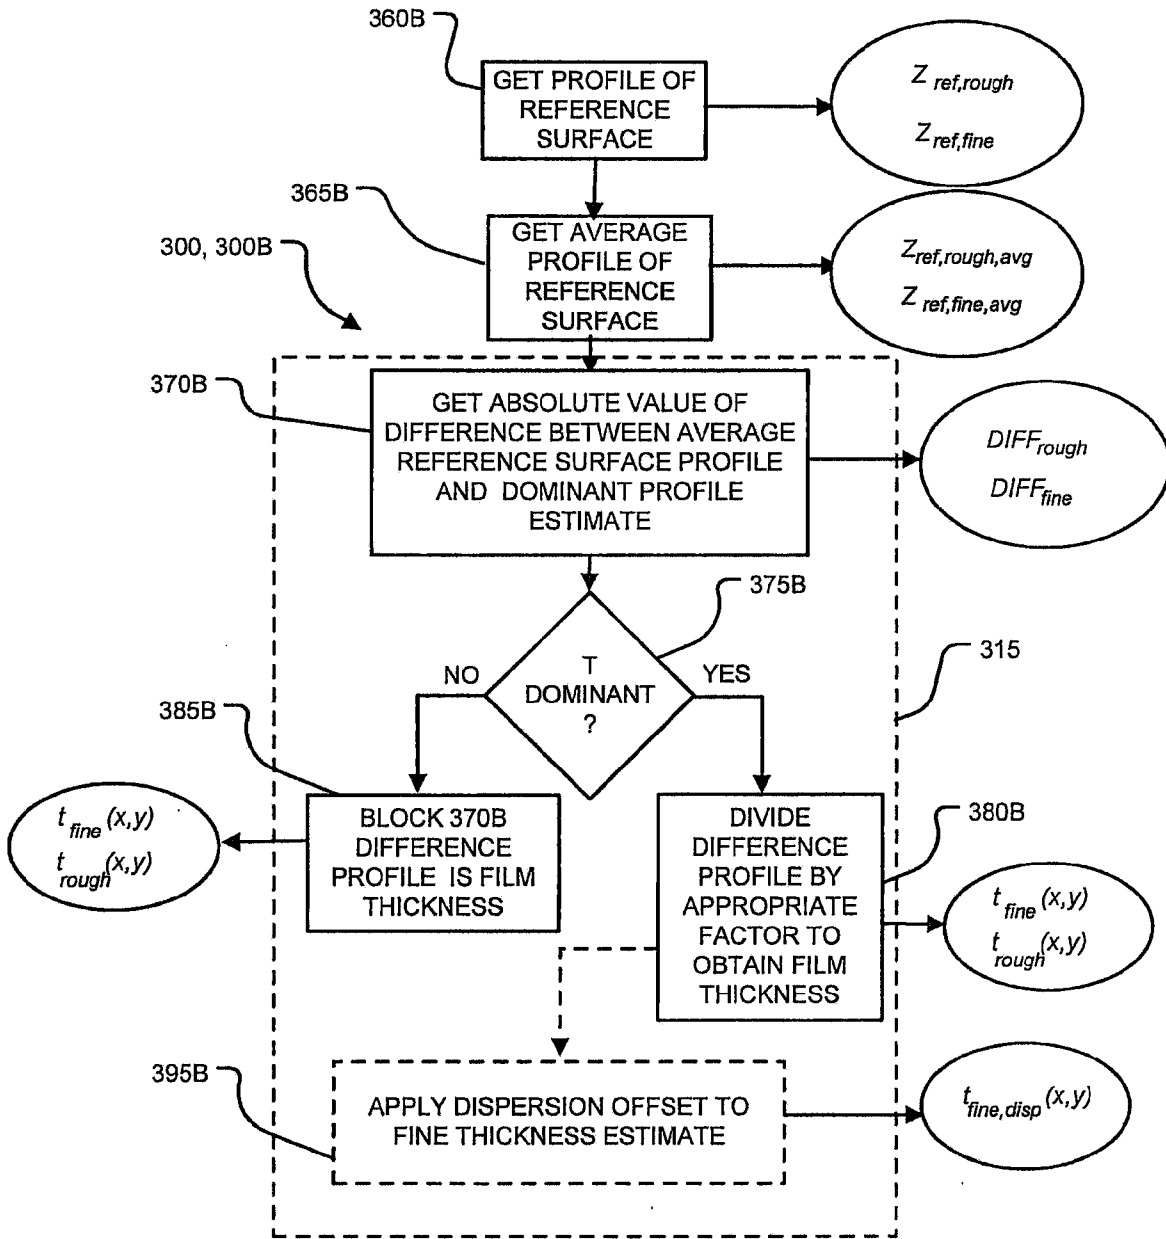 360B
GET PROFILE OF
REFERENCE
SURFACE
Z ref,rough
Z ref,fine
365B
300, 300B
GET AVERAGE
PROFILE OF
REFERENCE
SURFACE
Z ref,rough,avg
Z ref,fine,avg
370B
GET ABSOLUTE VALUE OF
DIFFERENCE BETWEEN AVERAGE
REFERENCE SURFACE PROFILE
AND DOMINANT PROFILE
ESTIMATE
DIFF rough
DIFF fine
375B
T
DOMINANT
?
NO
YES
315
385B
BLOCK 370B
DIFFERENCE
PROFILE IS FILM
THICKNESS
t fine (x,y)
t rough (x,y)
380B
DIVIDE
DIFFERENCE
PROFILE BY
APPROPRIATE
FACTOR TO
OBTAIN FILM
THICKNESS
t fine (x,y)
t rough (x,y)
395B
APPLY DISPERSION OFFSET TO
FINE THICKNESS ESTIMATE
t fine,disp (x,y)